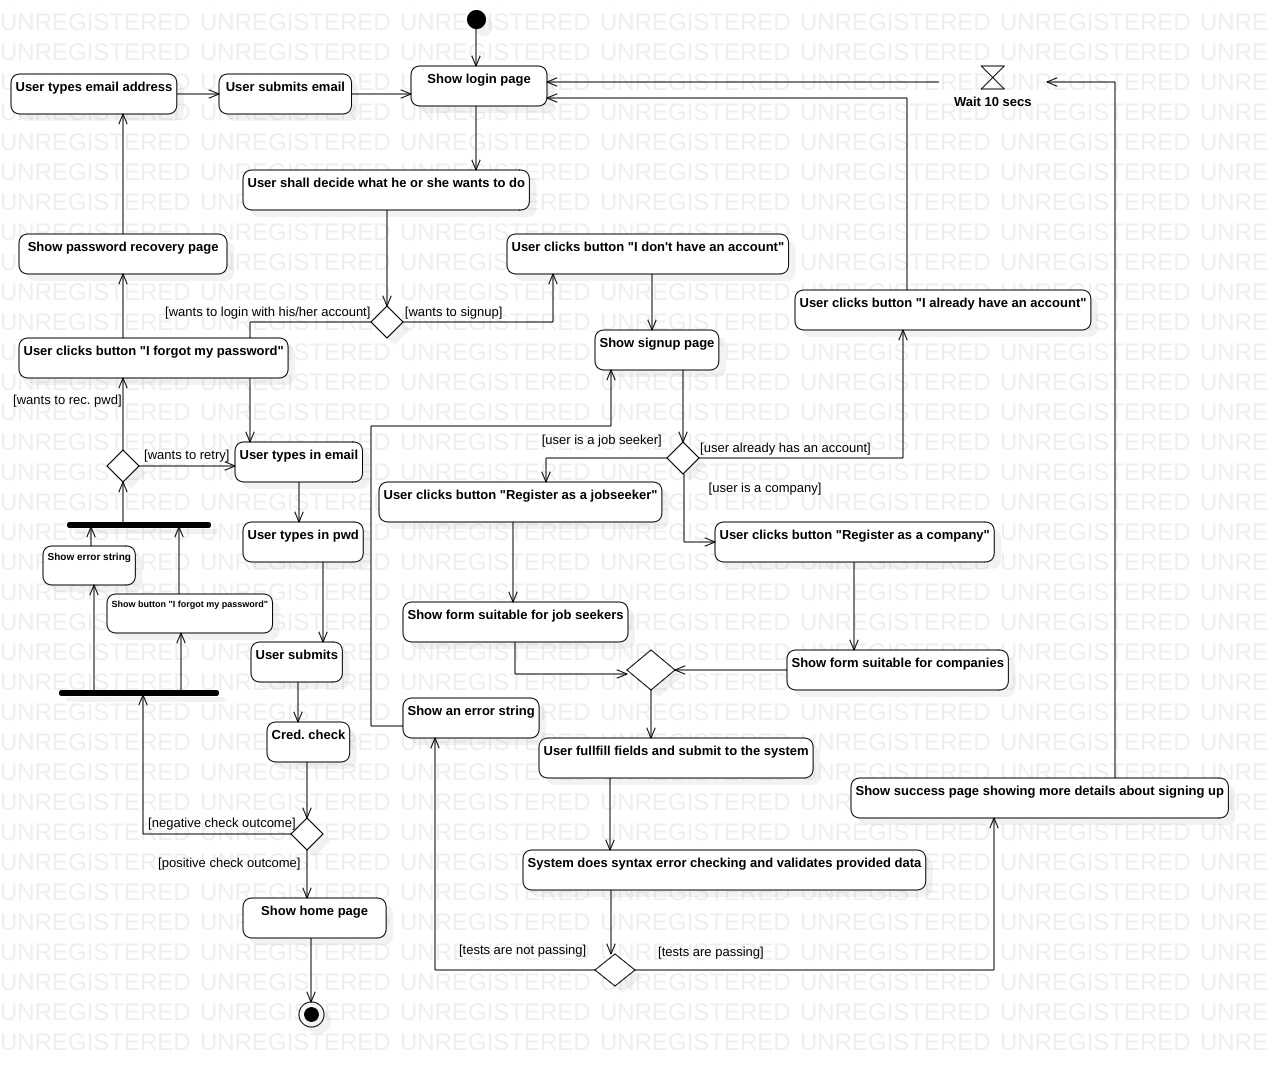 Show login page
User types email address
User submits email
Wait 10 secs
User shall decide what he or she wants to do
Show password recovery page
User clicks button "I don't have an account"
User clicks button "I already have an account"
[wants to login with his/her account]
[wants to signup]
User clicks button "I forgot my password"
Show signup page
[wants to rec. pwd]
[user is a job seeker]
[user already has an account]
[wants to retry]
User types in email
[user is a company]
User clicks button "Register as a jobseeker"
User types in pwd
User clicks button "Register as a company"
Show error string
Show button "I forgot my password"
Show form suitable for job seekers
User submits
Show form suitable for companies
Show an error string
Cred. check
User fullfill fields and submit to the system
Show success page showing more details about signing up
[negative check outcome]
[positive check outcome]
System does syntax error checking and validates provided data
Show home page
[tests are not passing]
[tests are passing]
UNREGISTERED